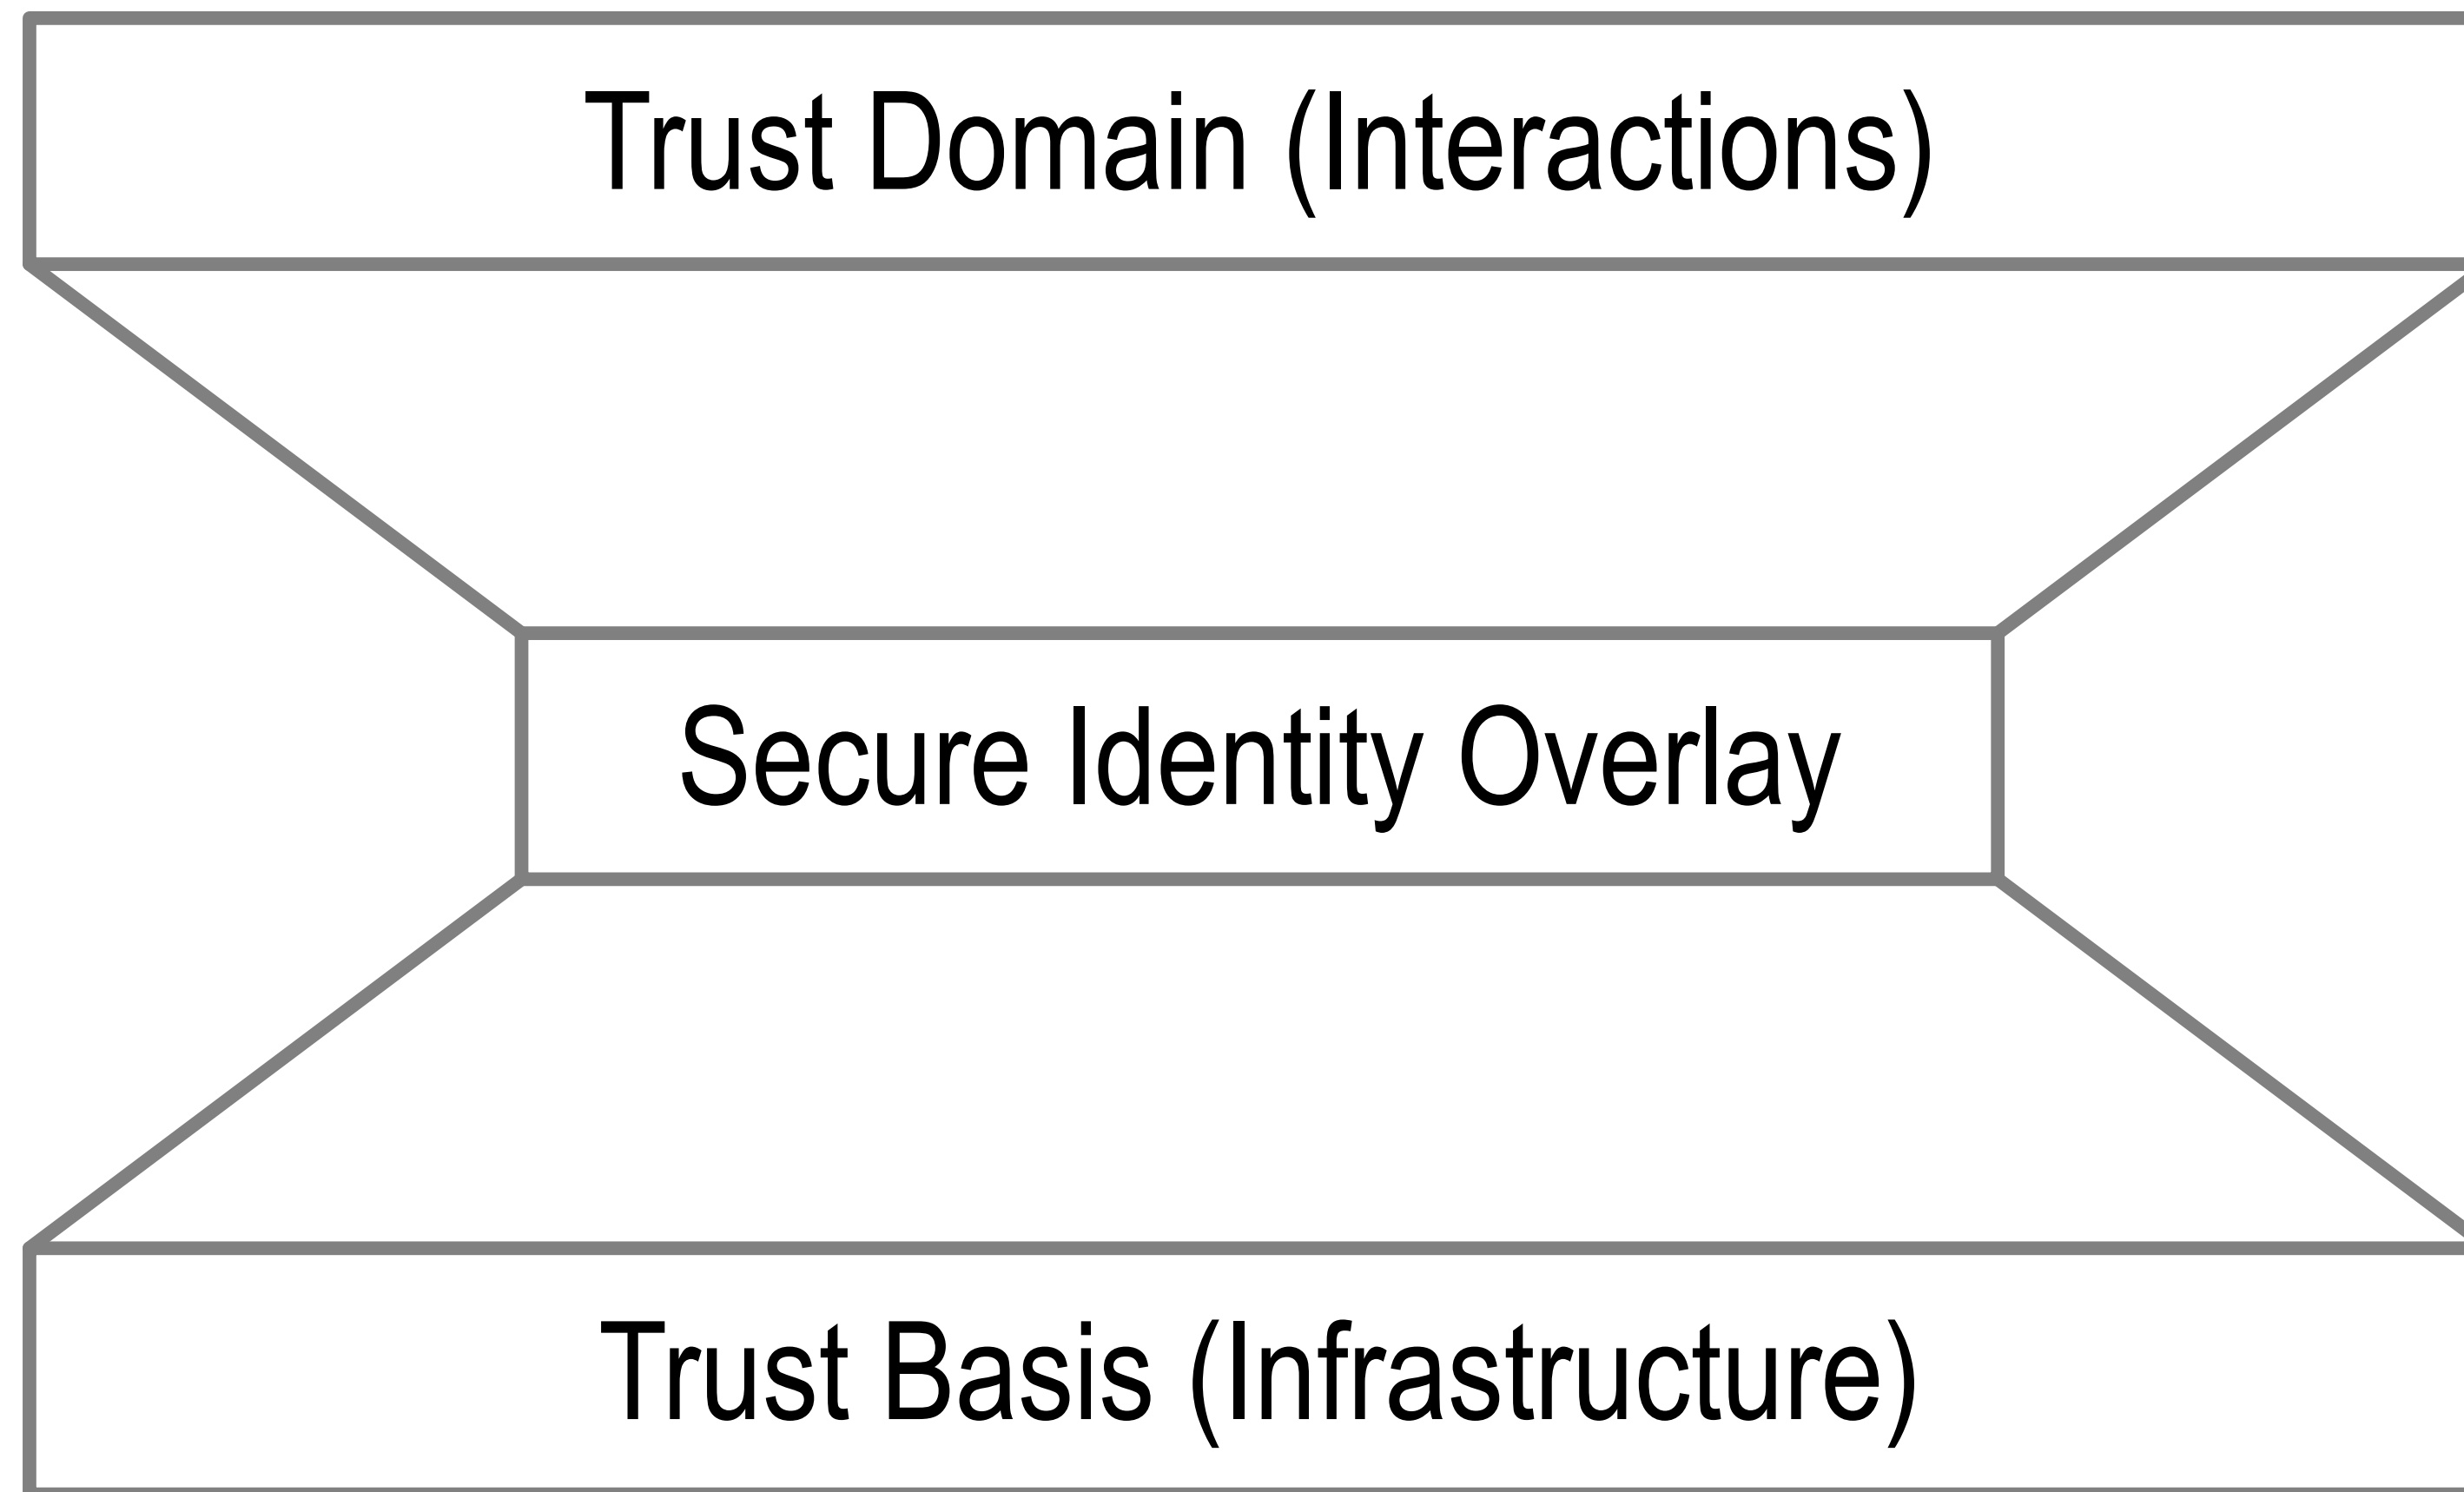 Trust Domain (Interactions)
Secure Identity Overlay
Trust Basis (Infrastructure)